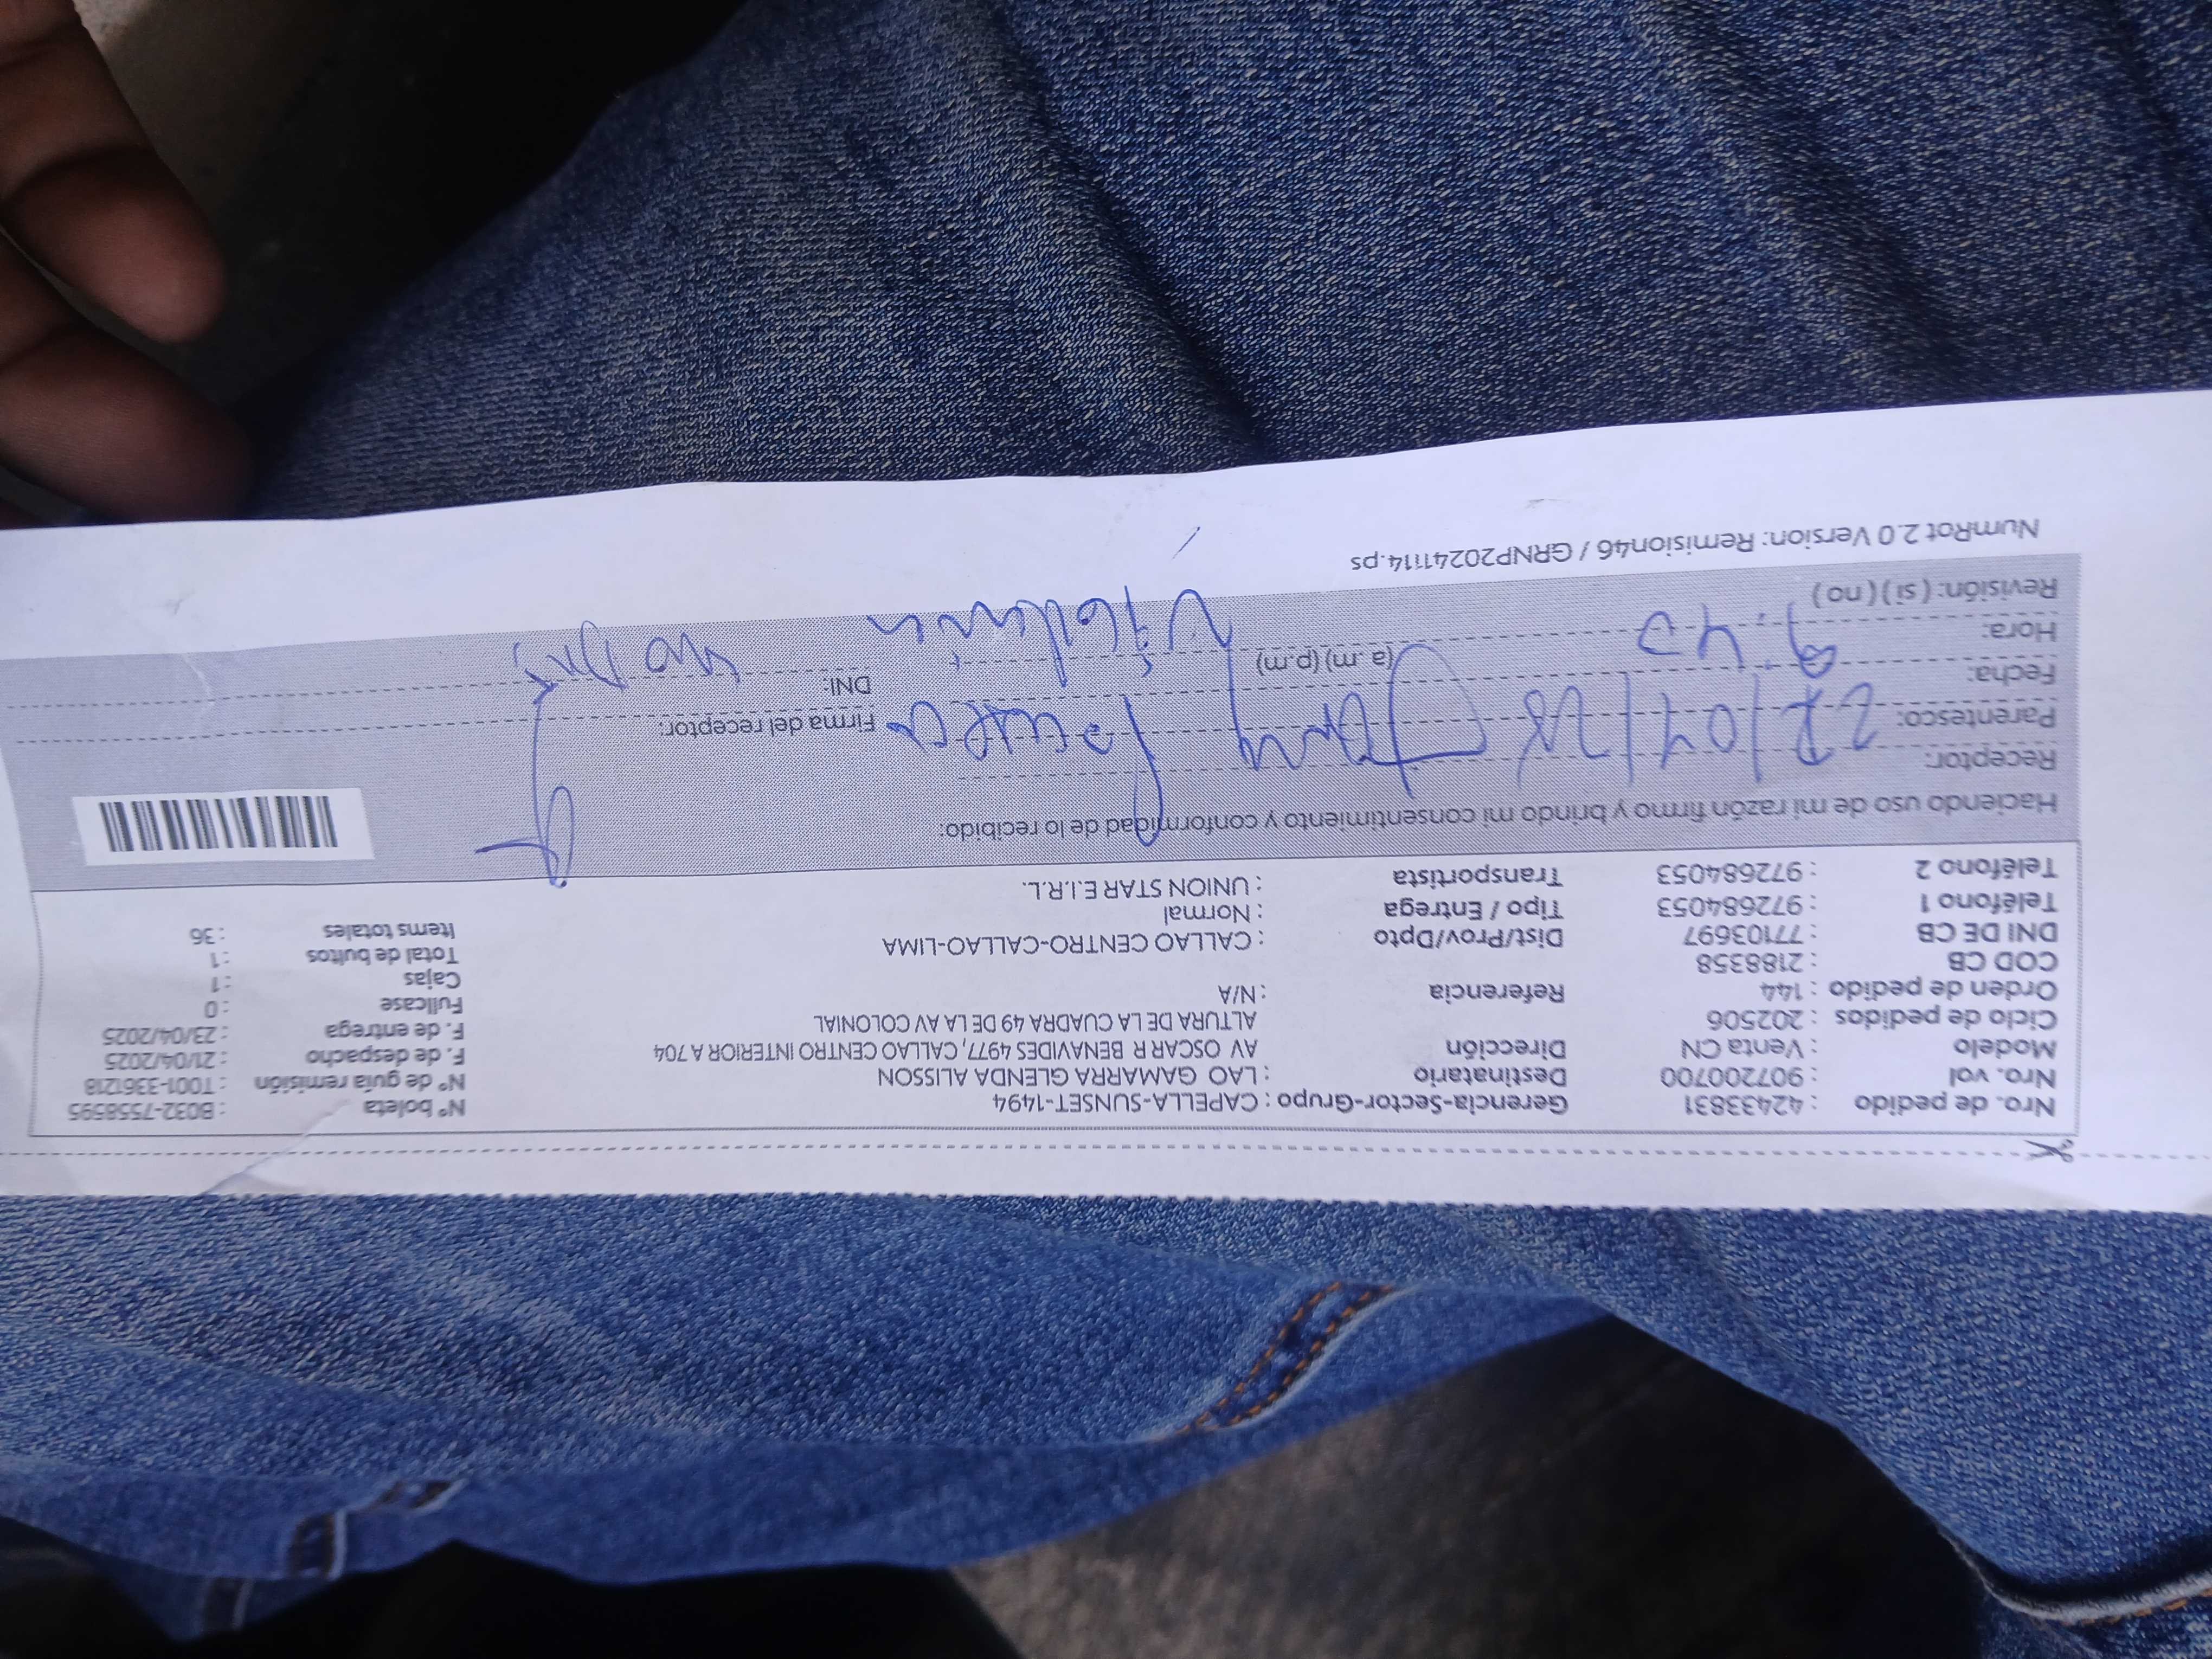 Nro. de pedido : 42433831 Gerencia-Sector-Grupo : CAPELLA-SUNSET-1494 N° boleta : B032-7558595
Nro. vol : 907200700 Destinatario : LAO GAMARRA GLENDA ALISSON N° de guía remisión : T001-3361218
Modelo : Venta CN Dirección AV OSCAR R BENAVIDES 4977, CALLAO CENTRO INTERIOR A 704 F. de despacho : 21/04/2025
Ciclo de pedidos : 202506 ALTURA DE LA CUADRA 49 DE LA AV COLONIAL F. de entrega : 23/04/2025
Orden de pedido : 144 Referencia : N/A Fullcase : 0
COD CB : 2188358 Cajas : 1
DNI DE CB : 77103697 Dist/Prov/Dpto : CALLAO CENTRO-CALLAO-LIMA Total de bultos : 1
Teléfono 1 : 972684053 Tipo / Entrega : Normal Items totales : 36
Teléfono 2 : 972684053 Transportista : UNION STAR E.I.R.L.
Haciendo uso de mi razón firmo y brindo mi consentimiento y conformidad de lo recibido:
Receptor:
Parentesco: Firma del receptor:
Fecha: DNI:
Hora: 9:43 (a.m) (p.m)
Revisión: ( si ) ( no )
NumRot 2.0 Version: Remision46 / GRNP20241114.ps